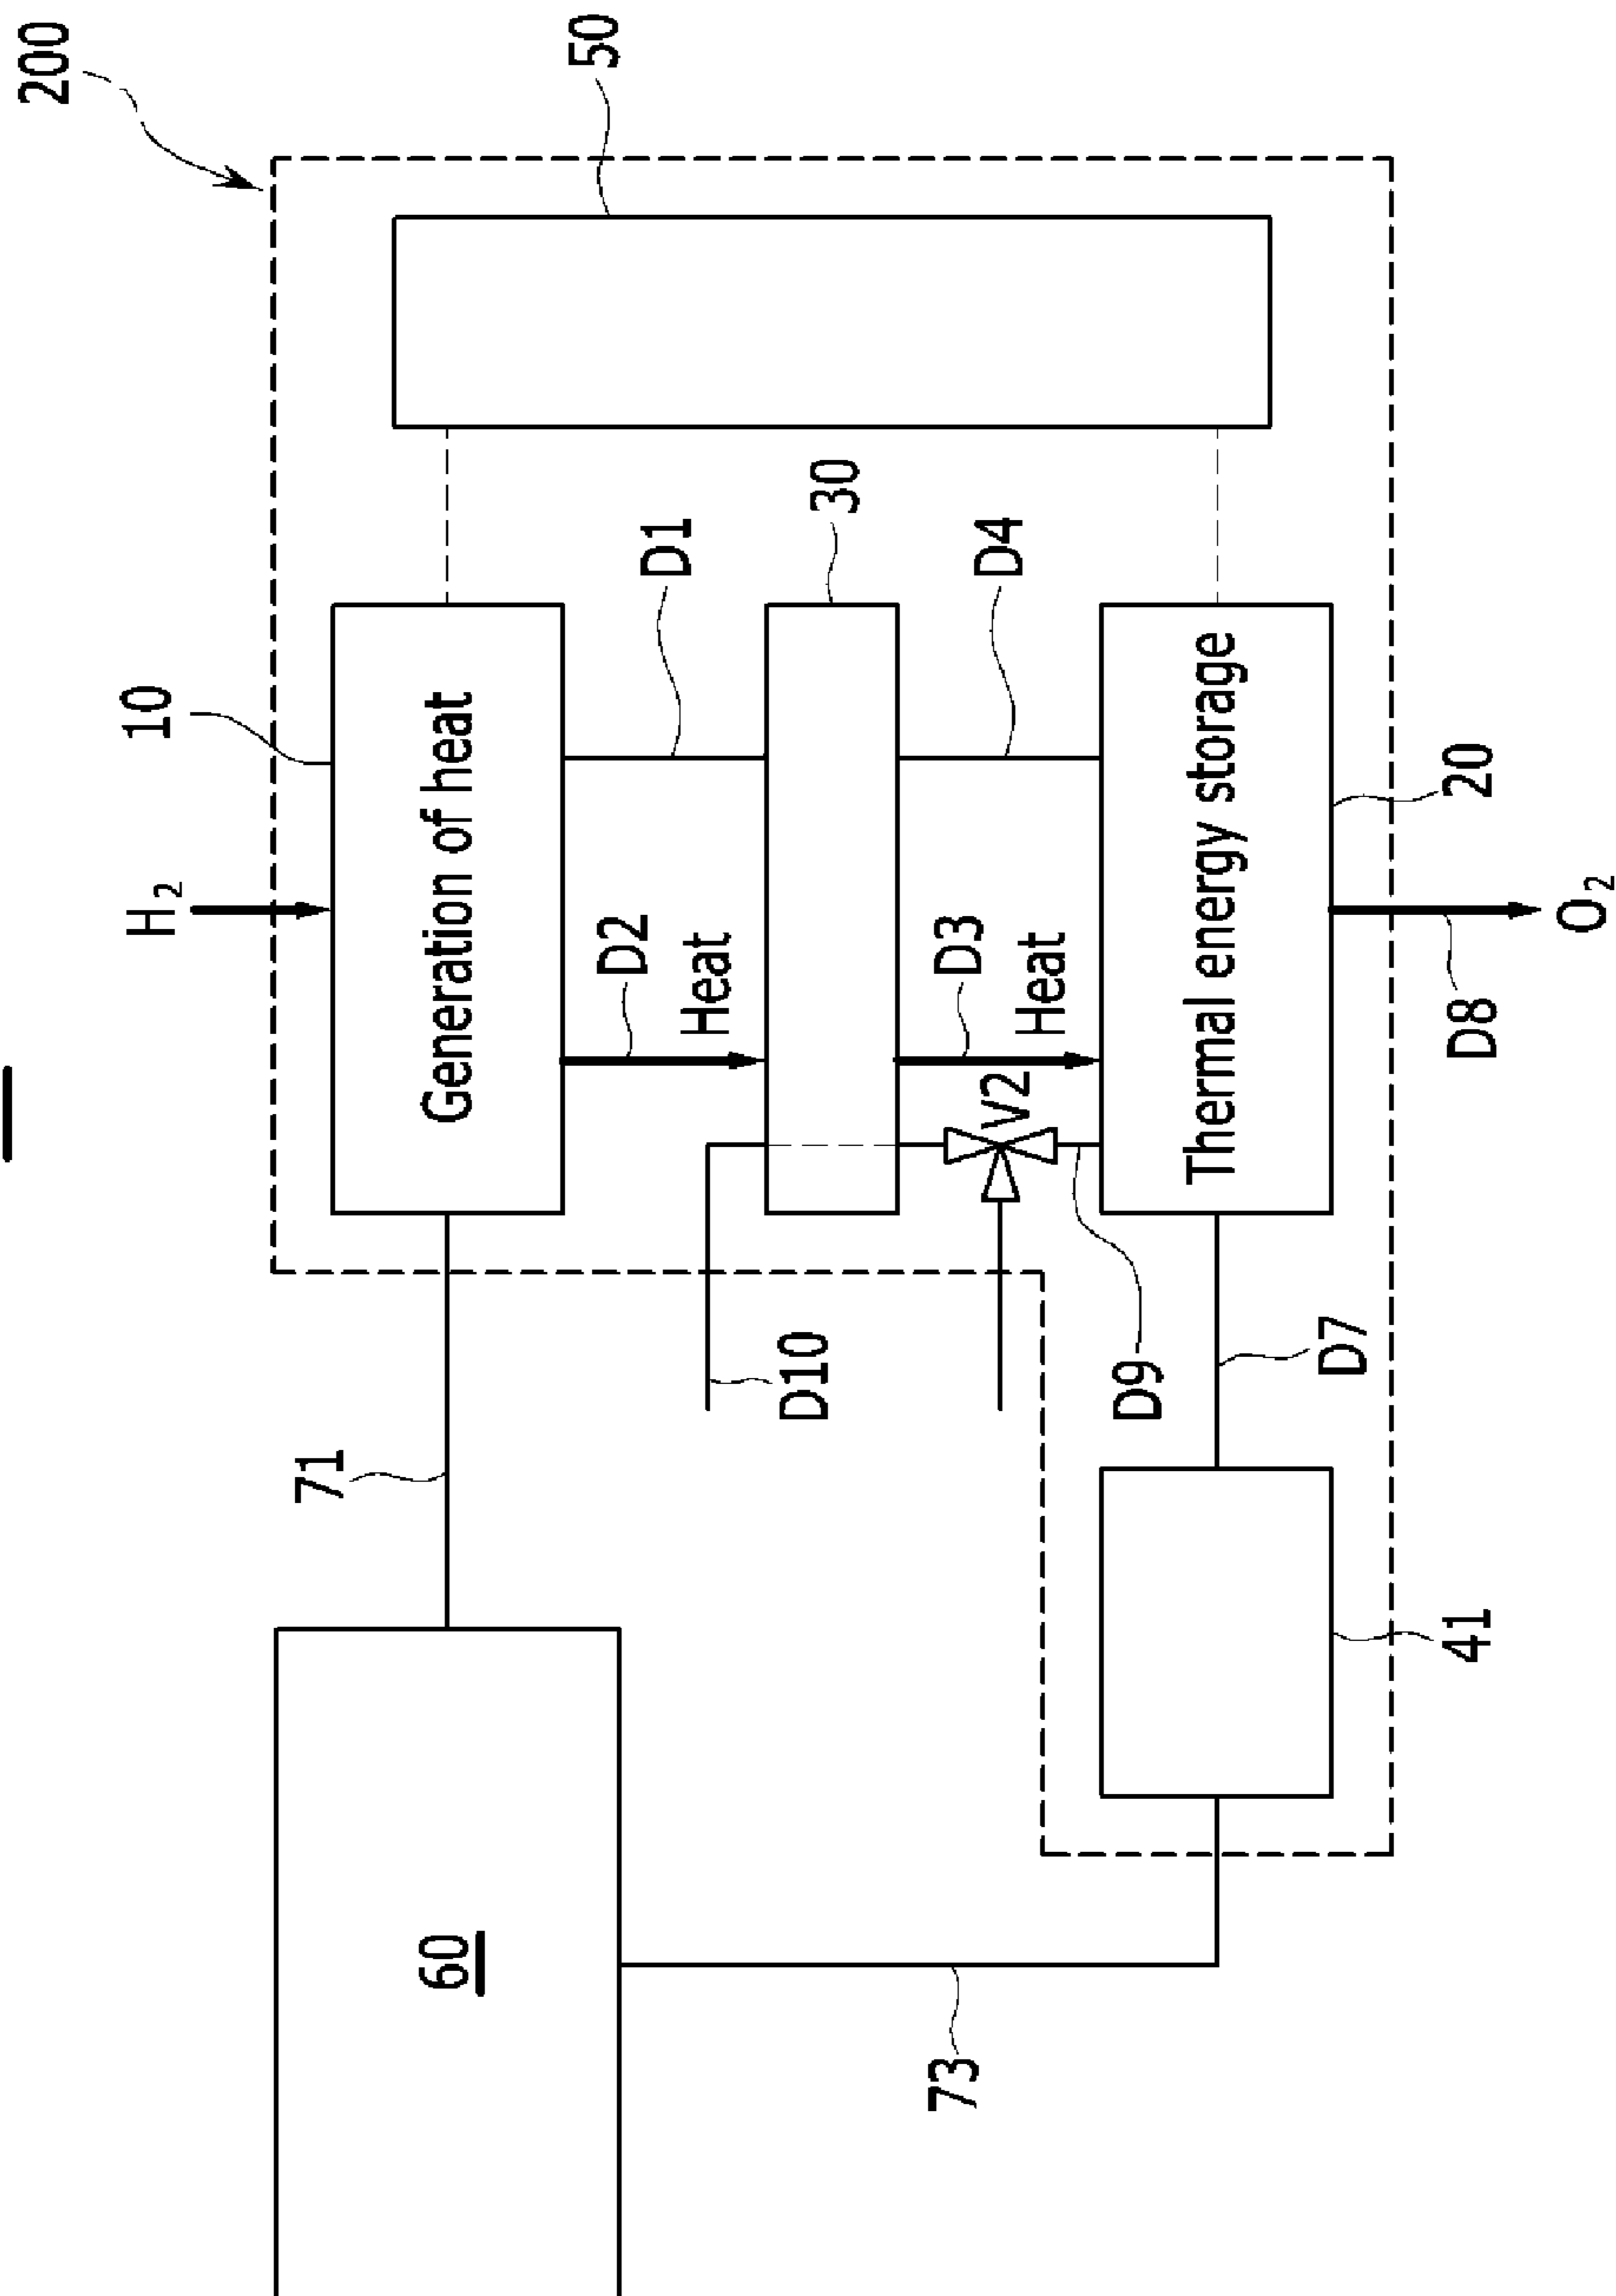 200
H₂
10
71
60
Generation of heat
50
D2
D1
Heat
D10
30
73
D3
D4
V2
Heat
D9
Thermal energy storage
D7
41
D8
20
O₂